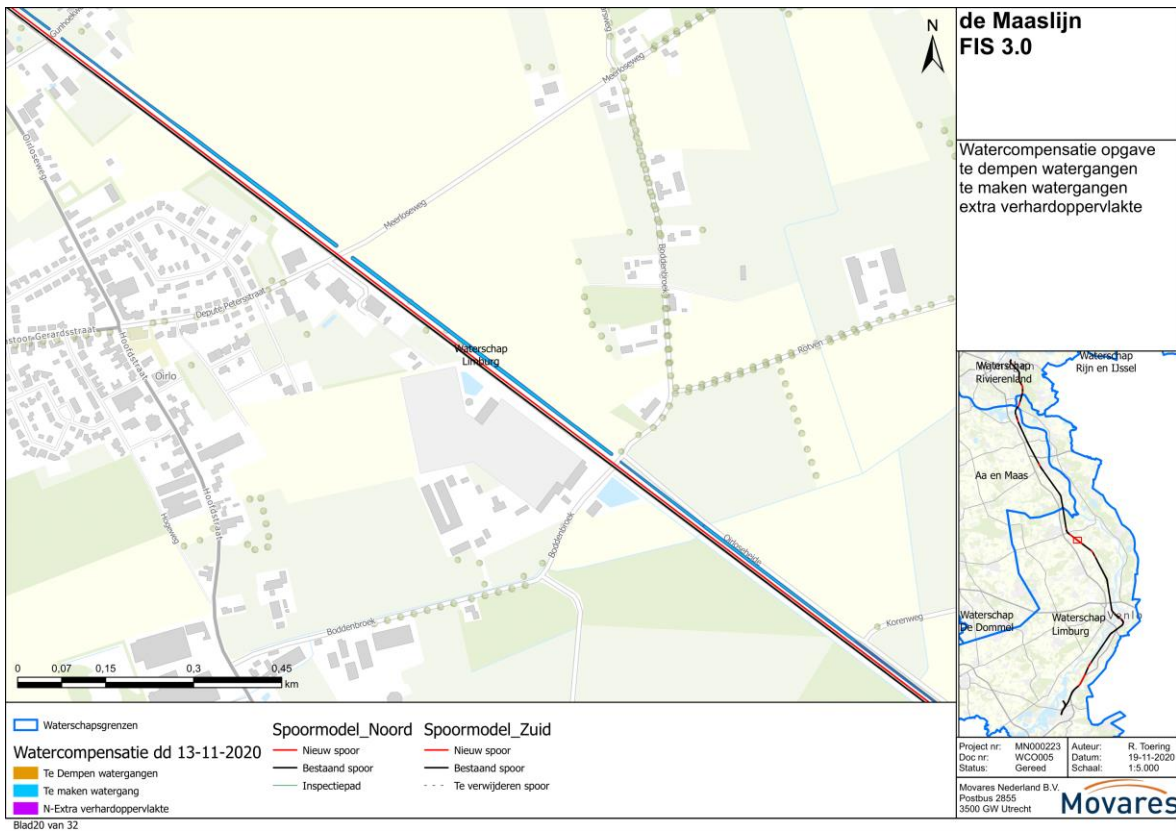 Gunhoekweg
Meerloseweg
Oirloseweg
Meerloseweg
Boddenbroek
Depute Petersstraat
Rotven
Waterschap
Limburg
Hoofdstraat
Oirlo
Hoofdstraat
Hogeweg
Boddenbroek
Oirloscheide
Boddenbroek
Korenweg
N
0 0,07 0,15 0,3 0,45
km
de Maaslijn
FIS 3.0
Watercompensatie opgave
te dempen watergangen
te maken watergangen
extra verhardoppervlakte
Waterschap
Rivierenland
Waterschap
Rijn en IJssel
Aa en Maas
Waterschap
De Dommel
Waterschap
Limburg
Venlo
Waterschapsgrenzen
Watercompensatie dd 13-11-2020
Te Dempen watergangen
Te maken watergang
N-Extra verhardoppervlakte
Spoormodel_Noord
Nieuw spoor
Bestaand spoor
Inspectiepad
Spoormodel_Zuid
Nieuw spoor
Bestaand spoor
Te verwijderen spoor
Project nr: MN000223
Doc nr: WCO005
Status: Gereed
Auteur: R. Toering
Datum: 19-11-2020
Schaal: 1:5.000
Movares Nederland B.V.
Postbus 2855
3500 GW Utrecht
Movares
Blad20 van 32